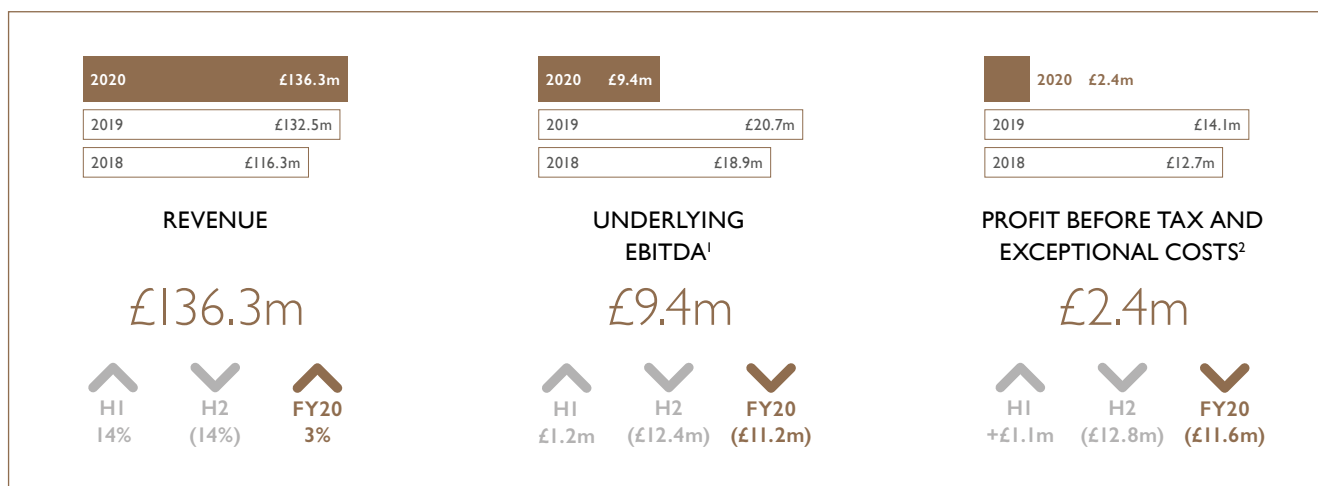 2020 £136.3m
2019 £132.5m
2018 £116.3m
REVENUE
£136.3m
H1 H2 FY20
14% (14%) 3%
2020 £9.4m
2019 £20.7m
2018 £18.9m
UNDERLYING
EBITDA¹
£9.4m
H1 H2 FY20
£1.2m (£12.4m) (£11.2m)
2020 £2.4m
2019 £14.1m
2018 £12.7m
PROFIT BEFORE TAX AND
EXCEPTIONAL COSTS²
£2.4m
H1 H2 FY20
+£1.1m (£12.8m) (£11.6m)